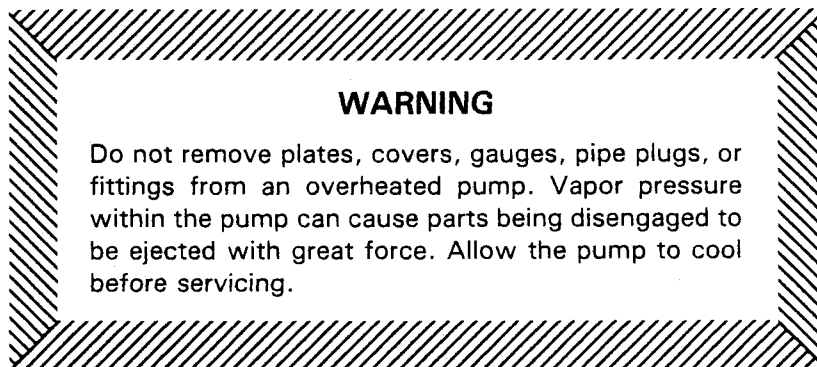 WARNING
Do not remove plates, covers, gauges, pipe plugs, or
fittings from an overheated pump. Vapor pressure
within the pump can cause parts being disengaged to
be ejected with great force. Allow the pump to cool
before servicing.